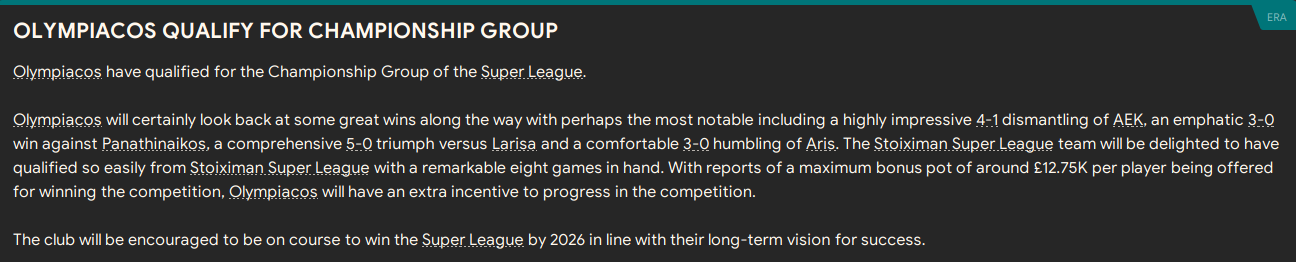 ERA
OLYMPIACOS QUALIFY FOR CHAMPIONSHIP GROUP
Olympiacos have qualified for the Championship Group of the Super League.
Olympiacos will certainly look back at some great wins along the way with perhaps the most notable including a highly impressive 4-1 dismantling of AEK, an emphatic 3-0
win against Panathinaikos, a comprehensive 5-0 triumph versus Larisa and a comfortable 3-0 humbling of Aris. The Stoiximan Super League team will be delighted to have
qualified so easily from Stoiximan Super League with a remarkable eight games in hand. With reports of a maximum bonus pot of around £12.75K per player being offered
for winning the competition, Olympiacos will have an extra incentive to progress in the competition.
The club will be encouraged to be on course to win the Super League by 2026 in line with their long-term vision for success.